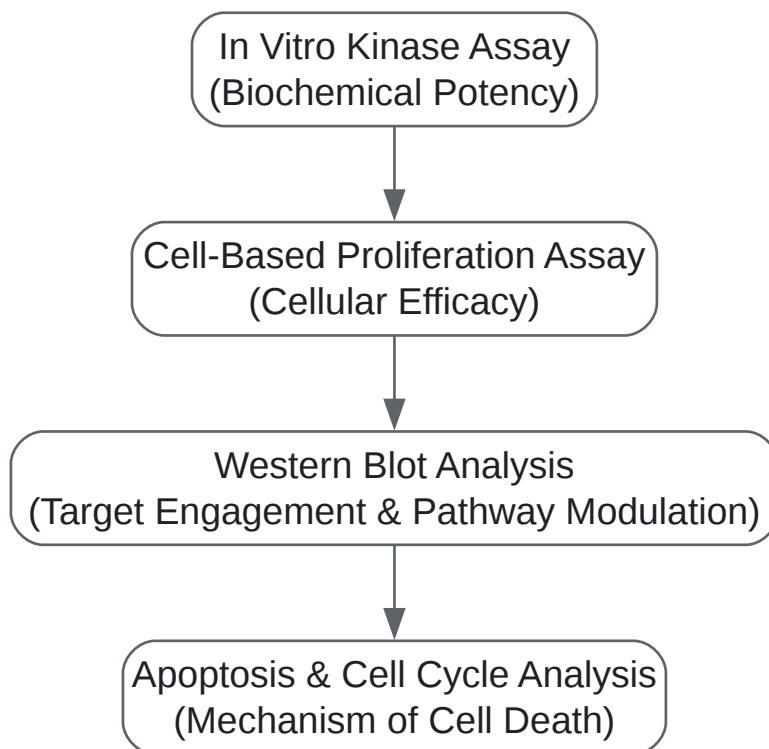 In Vitro Kinase Assay
(Biochemical Potency)
Cell-Based Proliferation Assay
(Cellular Efficacy)
Western Blot Analysis
(Target Engagement & Pathway Modulation)
Apoptosis & Cell Cycle Analysis
(Mechanism of Cell Death)